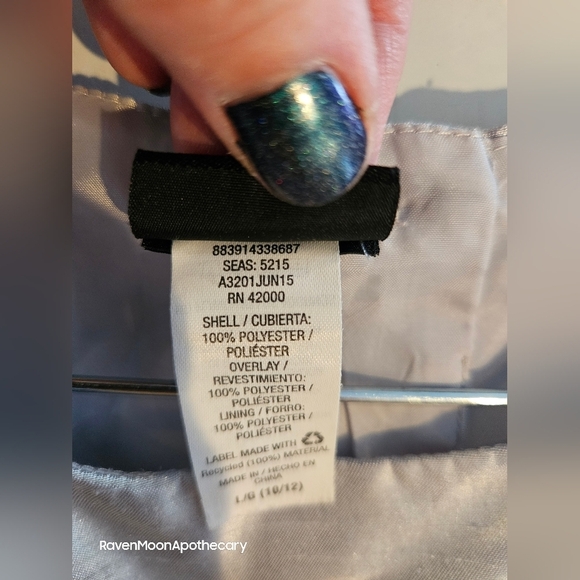 883914338687
SEAS: 5215
A3201JUN15
RN 42000
SHELL / CUBIERTA:
100% POLYESTER /
POLIÉSTER
OVERLAY /
REVESTIMIENTO:
100% POLYESTER /
POLIÉSTER
LINING / FORRO:
100% POLYESTER /
POLIÉSTER
LABEL MADE WITH
Recycled (100%) MATERIAL
MADE IN / HECHO EN
CHINA
L/G (10/12)
RavenMoonApothecary